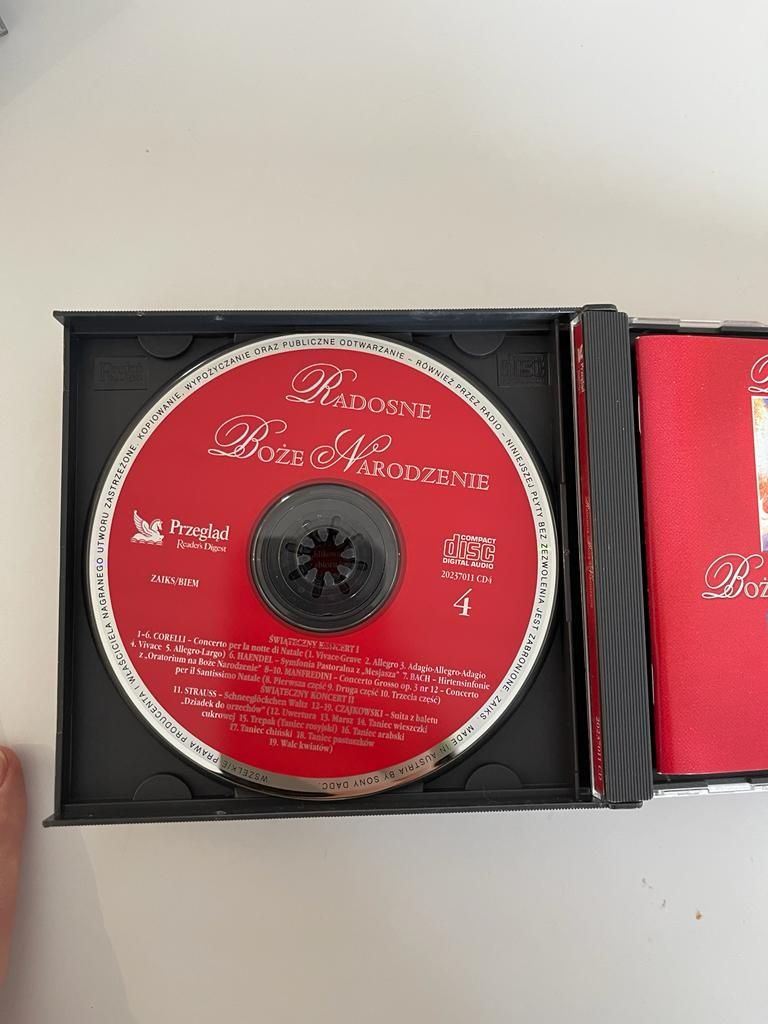 WSZELKIE PRAWA PRODUCENTA I WŁAŚCICIELA NAGRANEGO UTWORU ZASTRZEŻONE. KOPIOWANIE, WYPOŻYCZANIE ORAZ PUBLICZNE ODTWARZANIE – RÓWNIEŻ PRZEZ RADIO – NINIEJSZEJ PŁYTY BEZ ZEZWOLENIA JEST ZABRONIONE. ZAIKS. MADE IN AUSTRIA BY SONY DADC.
RADOSNE
BOŻE NARODZENIE
Przegląd
Reader's Digest
COMPACT
disc
DIGITAL AUDIO
ZAIKS/BIEM
20237011 CD4
4
ŚWIĄTECZNY KONCERT I
1-6. CORELLI – Concerto per la notte di Natale (1. Vivace-Grave 2. Allegro 3. Adagio-Allegro-Adagio
4. Vivace 5. Allegro-Largo) 6. HAENDEL – Symfonia Pastoralna z „Mesjasza" 7. BACH – Hirtensinfonie
z „Oratorium na Boże Narodzenie" 8-10. MANFREDINI – Concerto Grosso op. 3 nr 12 – Concerto
per il Santissimo Natale (8. Pierwsza część 9. Druga część 10. Trzecia część)
ŚWIĄTECZNY KONCERT II
11. STRAUSS – Schneeglöckchen Waltz 12-19. CZAJKOWSKI – Suita z baletu
„Dziadek do orzechów" (12. Uwertura 13. Marsz 14. Taniec wieszczki
cukrowej 15. Trepak (Taniec rosyjski) 16. Taniec arabski
17. Taniec chiński 18. Taniec pastuszków
19. Walc kwiatów)